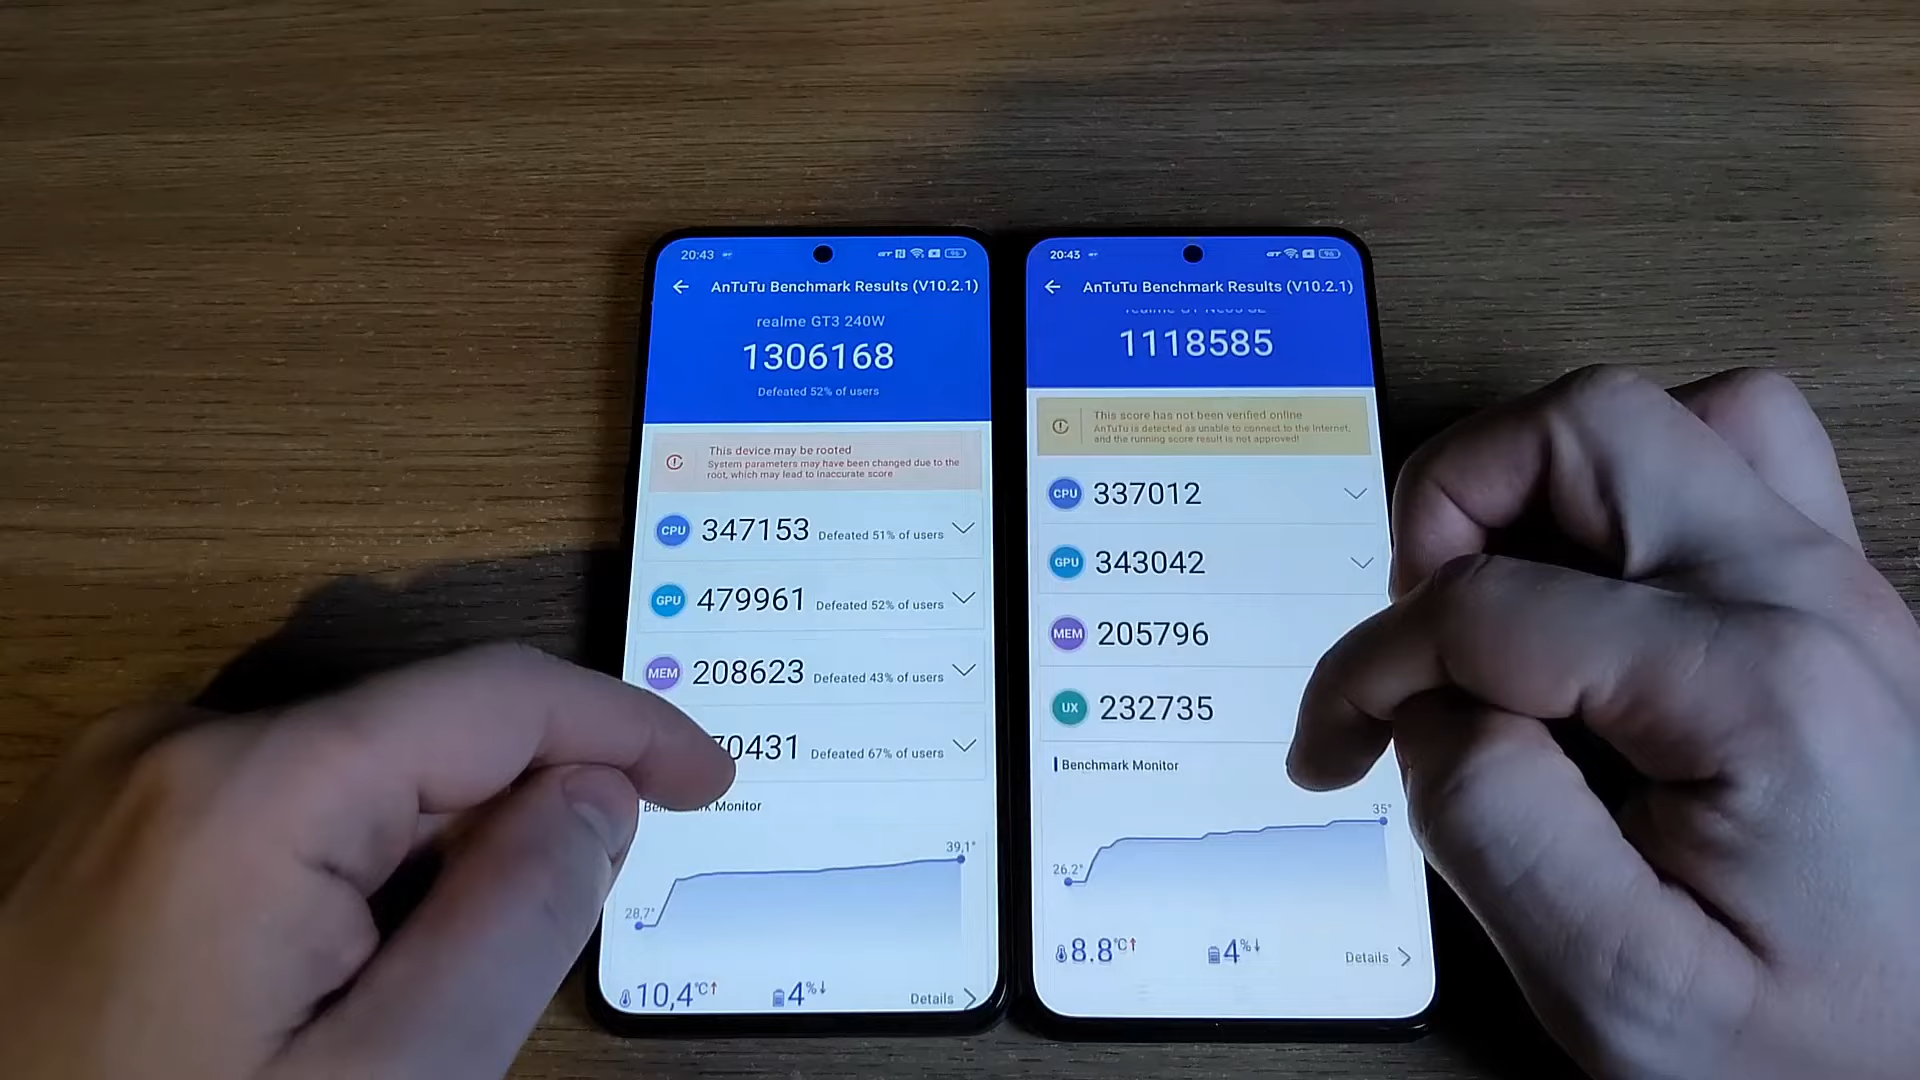 20:43
AnTuTu Benchmark Results (V10.2.1)
realme GT3 240W
1306168
Defeated 52% of users
This device may be rooted
System parameters may have been changed due to the
root, which may lead to inaccurate score
CPU 347153 Defeated 51% of users
GPU 479961 Defeated 52% of users
MEM 208623 Defeated 43% of users
70431 Defeated 67% of users
Monitor
39,1°
28,7°
10,4°C↑ 4%↓ Details
20:43
AnTuTu Benchmark Results (V10.2.1)
1118585
This score has not been verified online
AnTuTu is detected as unable to connect to the Internet,
and the running score result is not approved!
CPU 337012
GPU 343042
MEM 205796
UX 232735
Benchmark Monitor
35°
26.2°
8.8°C↑ 4%↓ Details